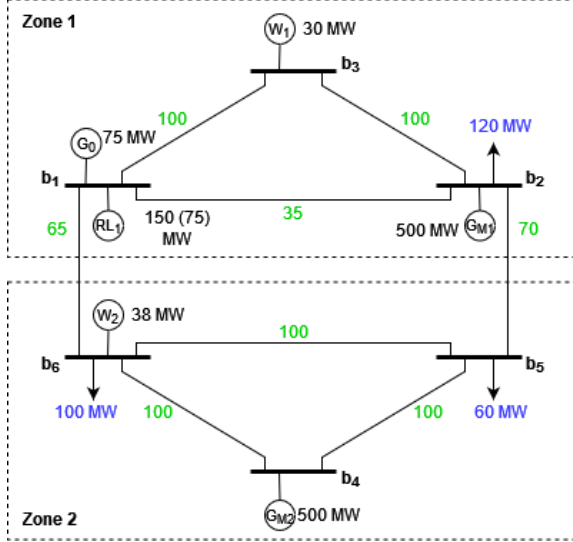 Zone 1
W₁ 30 MW
b₃
G₀ 75 MW
100
100
120 MW
b₁
b₂
RL₁
150 (75)
MW
35
500 MW
G_M1
65
70
W₂ 38 MW
100
b₆
b₅
100 MW
100
100
60 MW
b₄
G_M2 500 MW
Zone 2